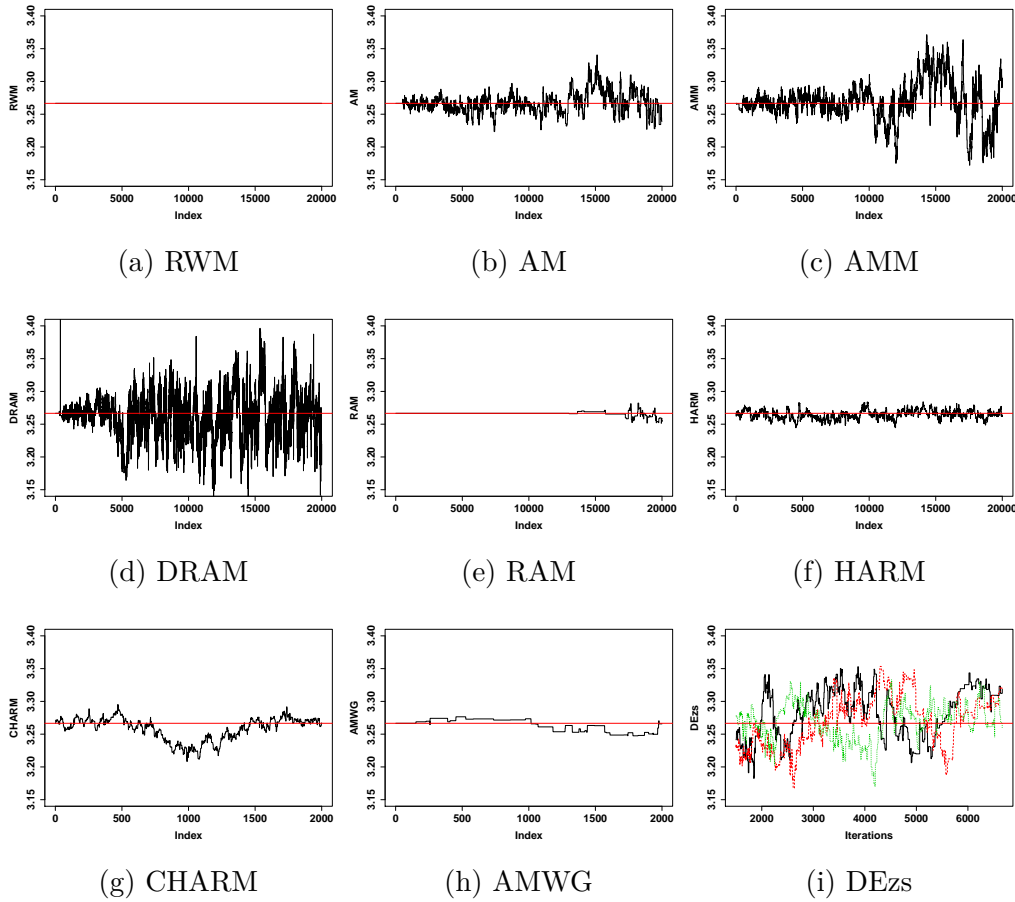 3.40 3.35 3.30 3.25 3.20 3.15
RWM
0 5000 10000 15000 20000
Index
(a) RWM
3.40 3.35 3.30 3.25 3.20 3.15
AM
0 5000 10000 15000 20000
Index
(b) AM
3.40 3.35 3.30 3.25 3.20 3.15
AMM
0 5000 10000 15000 20000
Index
(c) AMM
3.40 3.35 3.30 3.25 3.20 3.15
DRAM
0 5000 10000 15000 20000
Index
(d) DRAM
3.40 3.35 3.30 3.25 3.20 3.15
RAM
0 5000 10000 15000 20000
Index
(e) RAM
3.40 3.35 3.30 3.25 3.20 3.15
HARM
0 5000 10000 15000 20000
Index
(f) HARM
3.40 3.35 3.30 3.25 3.20 3.15
CHARM
0 500 1000 1500 2000
Index
(g) CHARM
3.40 3.35 3.30 3.25 3.20 3.15
AMWG
0 500 1000 1500 2000
Index
(h) AMWG
3.40 3.35 3.30 3.25 3.20 3.15
DEzs
2000 3000 4000 5000 6000
Iterations
(i) DEzs